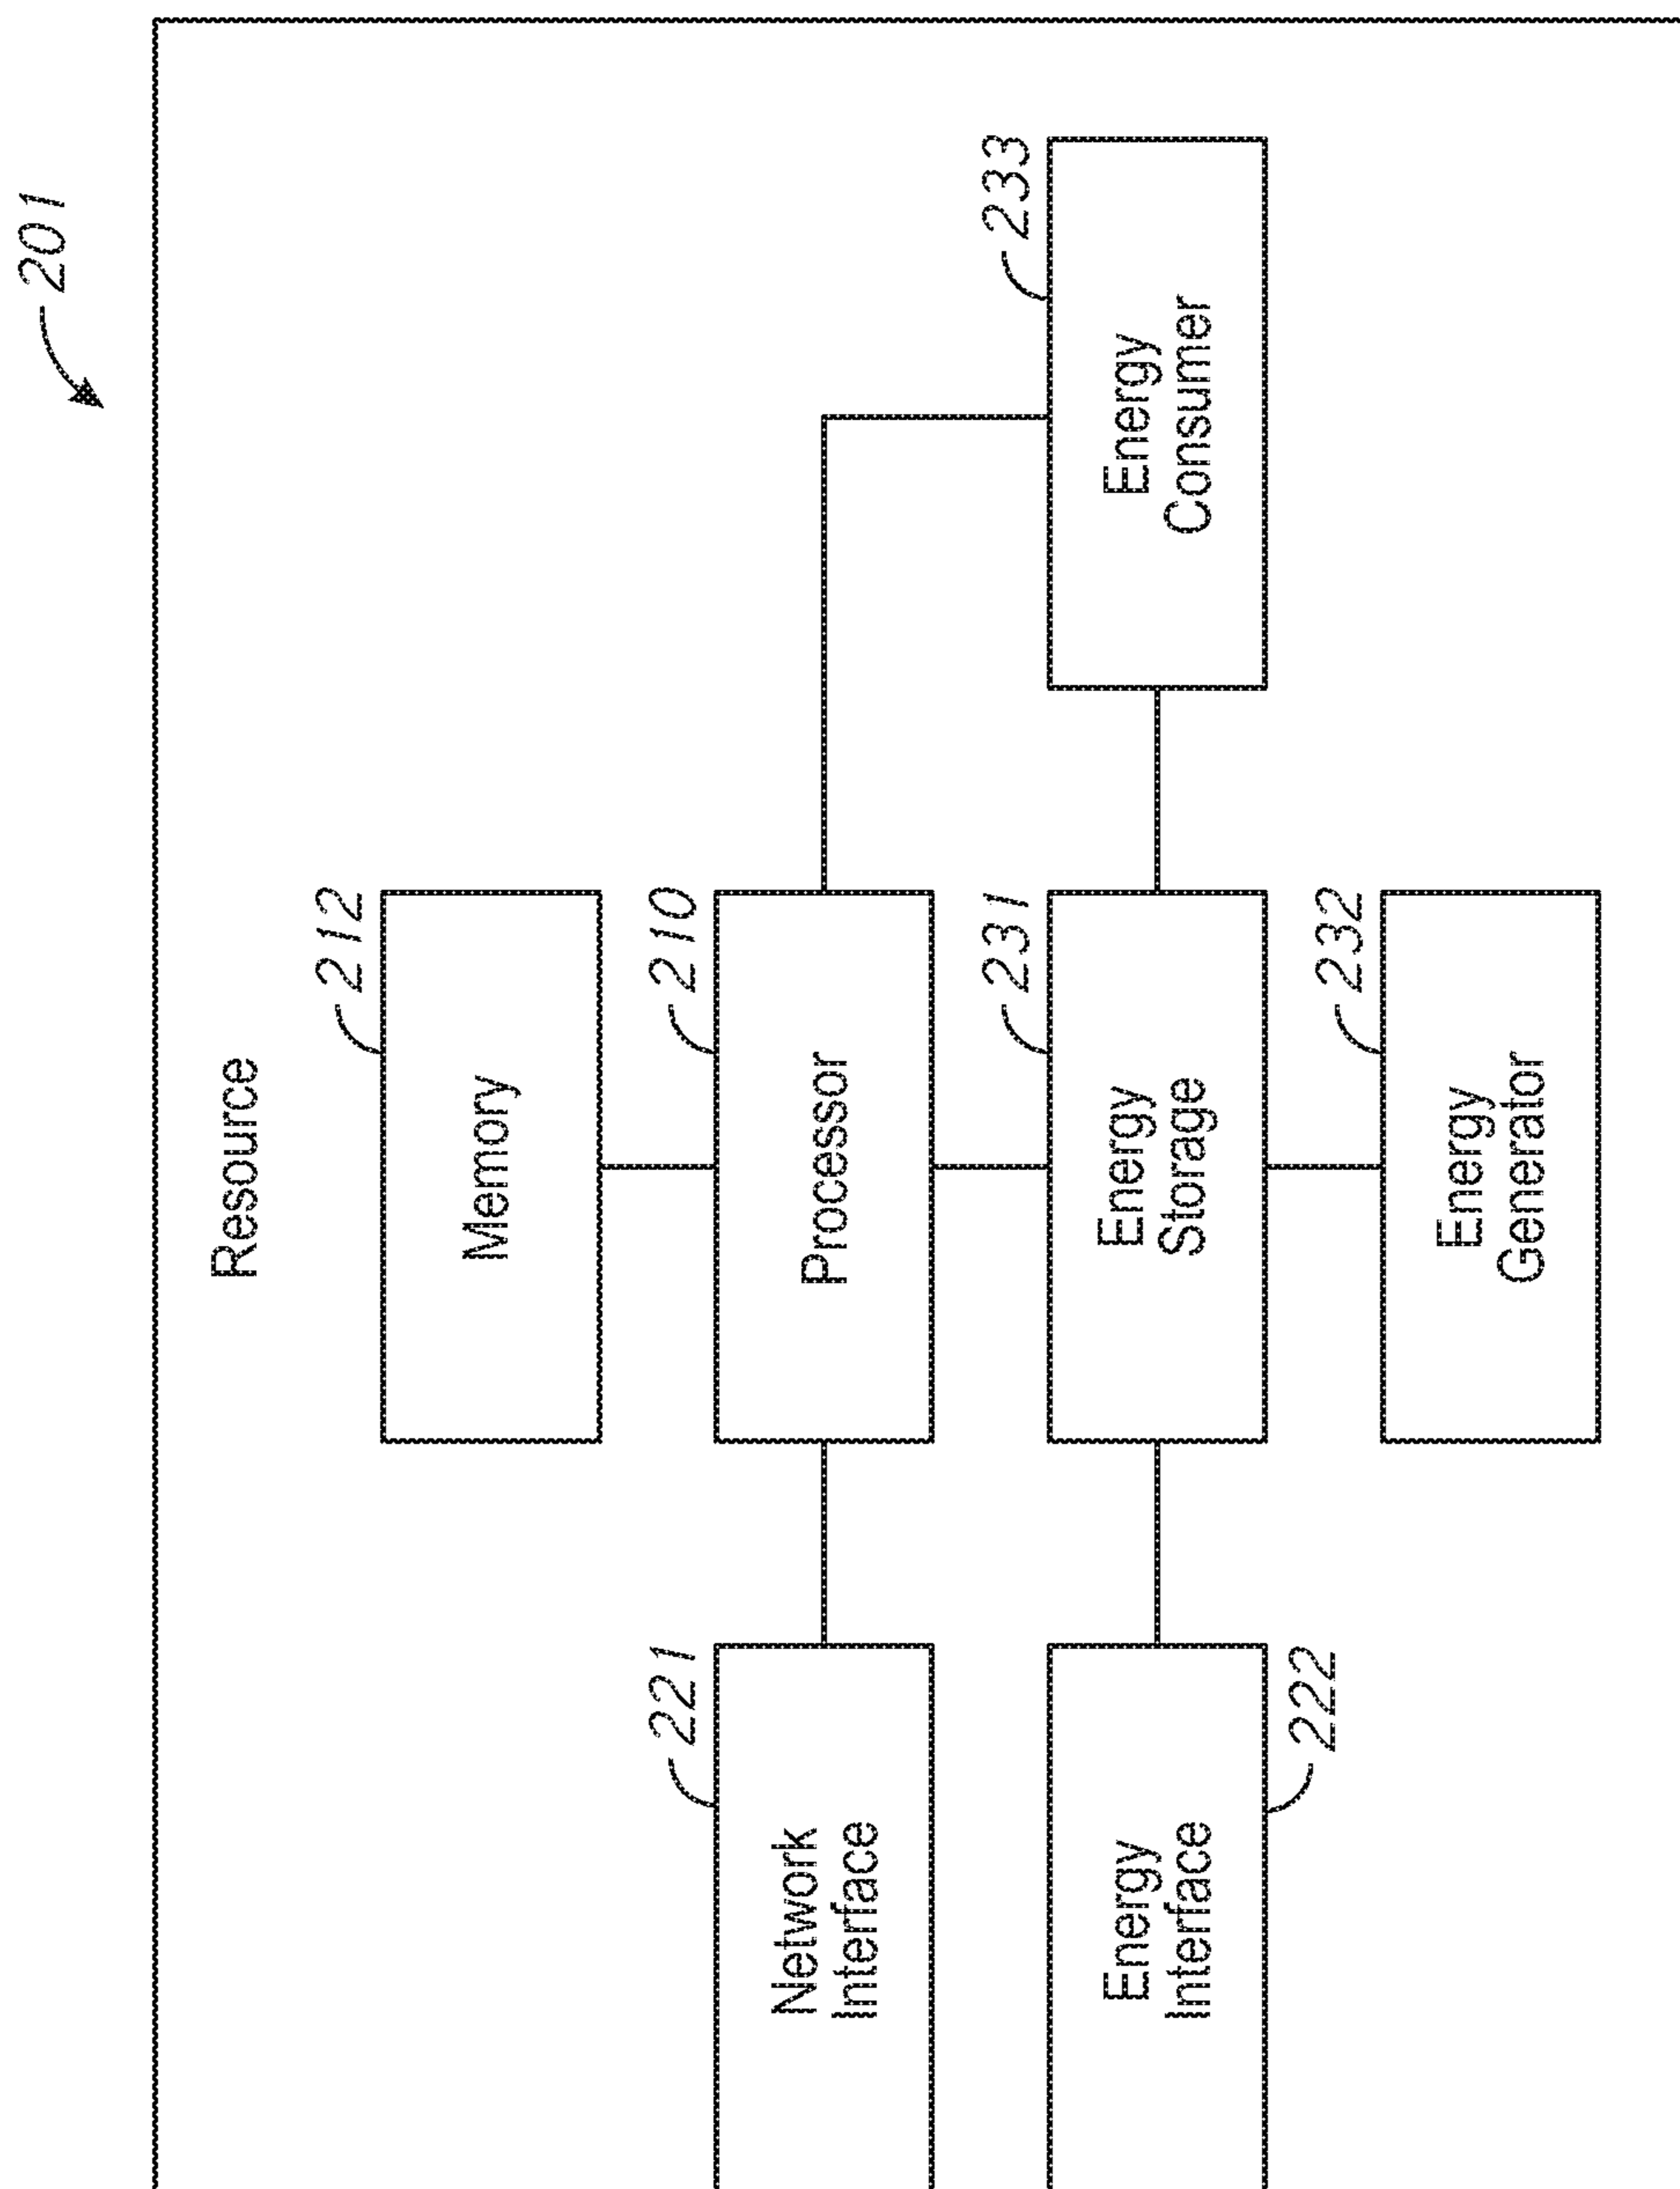 201
Resource
212
Memory
221
210
Network
Interface
Processor
231
233
Energy
Interface
Energy
Storage
Energy
Consumer
222
232
Energy
Generator